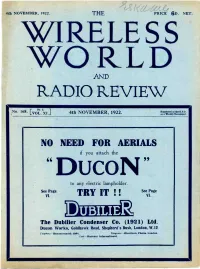 4th NOVEMBER, 1922. THE PRICE 6D. NET.
WIRELESS
WORLD
AND
RADIO REVIEW
No. 168. VOL. XI. 4th NOVEMBER, 1922.
NO NEED FOR AERIALS
if you attach the
"DUCON"
to any electric lampholder.
See Page VI. TRY IT !! See Page VI.
DUBILIER
The Dubilier Condenser Co. (1921) Ltd.
Ducon Works, Goldhawk Road, Shepherd's Bush, London, W.12